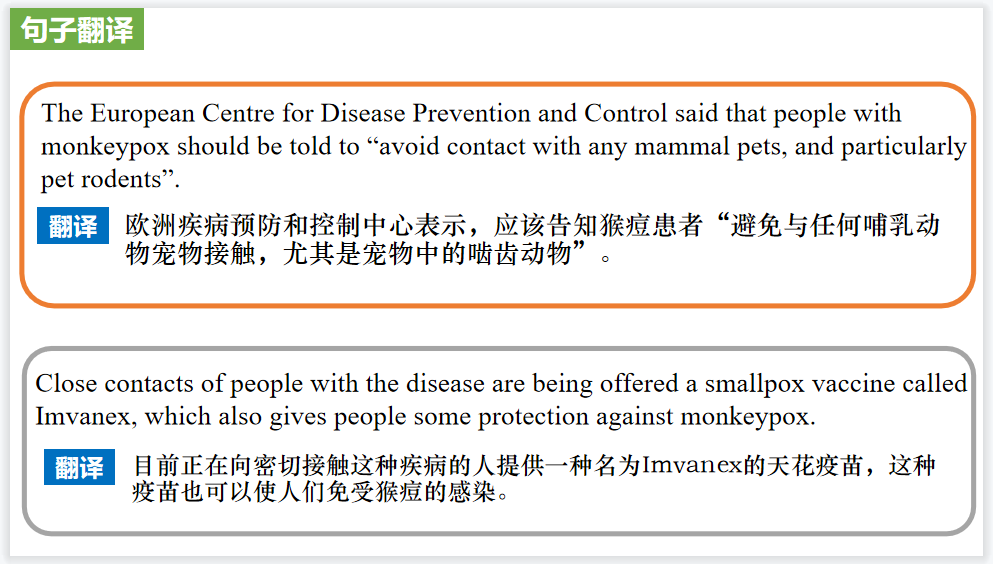 句子翻译
The European Centre for Disease Prevention and Control said that people with
monkeypox should be told to “avoid contact with any mammal pets, and particularly
pet rodents”.
翻译 欧洲疾病预防和控制中心表示，应该告知猴痘患者“避免与任何哺乳动
物宠物接触，尤其是宠物中的啮齿动物”。
Close contacts of people with the disease are being offered a smallpox vaccine called
Imvanex, which also gives people some protection against monkeypox.
翻译 目前正在向密切接触这种疾病的人提供一种名为Imvanex的天花疫苗，这种
疫苗也可以使人们免受猴痘的感染。